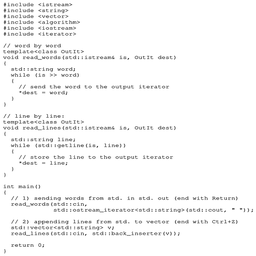 #include <istream>
#include <string>
#include <vector>
#include <algorithm>
#include <iostream>
#include <iterator>

// word by word
template<class OutIt>
void read_words(std::istream& is, OutIt dest)
{
  std::string word;
  while (is >> word)
  {
    // send the word to the output iterator
    *dest = word;
  }
}

// line by line:
template<class OutIt>
void read_lines(std::istream& is, OutIt dest)
{
  std::string line;
  while (std::getline(is, line))
  {
    // store the line to the output iterator
    *dest = line;
  }
}

int main()
{
  // 1) sending words from std. in std. out (end with Return)
  read_words(std::cin,
             std::ostream_iterator<std::string>(std::cout, " "));

  // 2) appending lines from std. to vector (end with Ctrl+Z)
  std::vector<std::string> v;
  read_lines(std::cin, std::back_inserter(v));

  return 0;
}